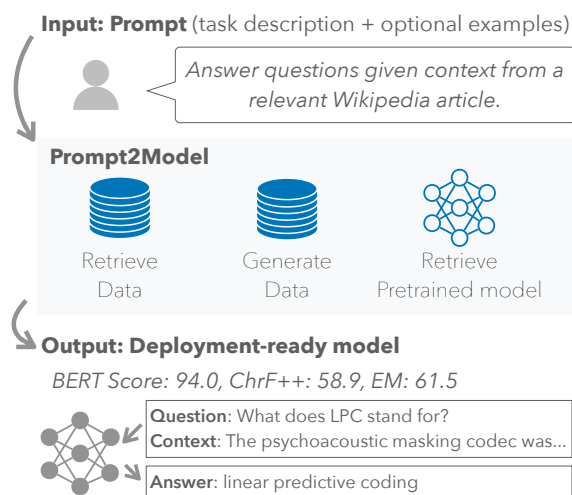 Input: Prompt (task description + optional examples)
Answer questions given context from a
relevant Wikipedia article.
Prompt2Model
Retrieve
Data
Generate
Data
Retrieve
Pretrained model
Output: Deployment-ready model
BERT Score: 94.0, ChrF++: 58.9, EM: 61.5
Question: What does LPC stand for?
Context: The psychoacoustic masking codec was...
Answer: linear predictive coding